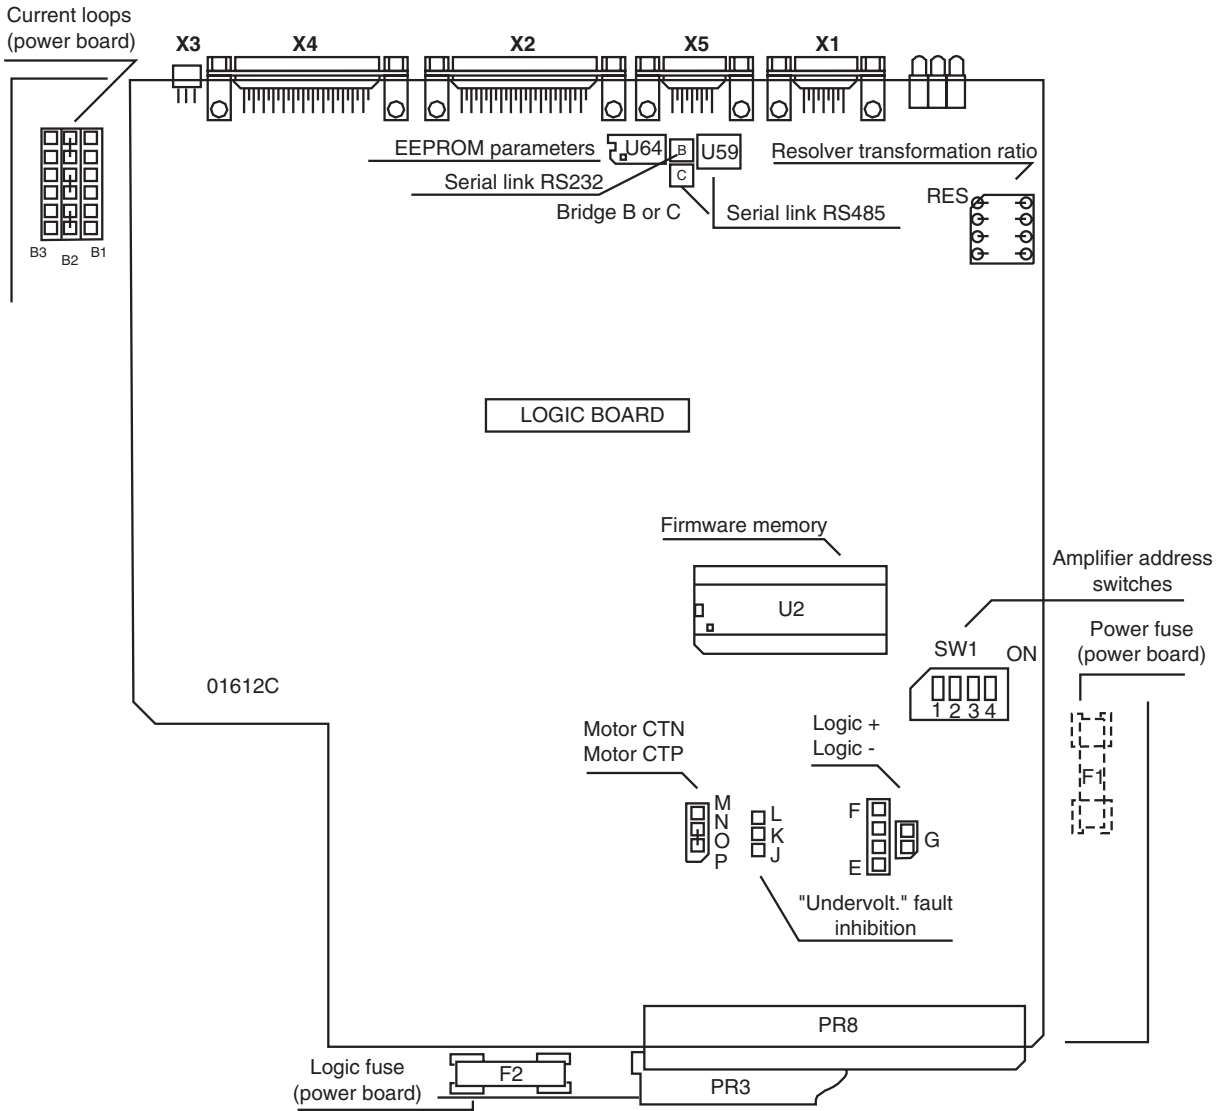 Current loops
(power board)
X3
X4
X2
X5
X1
EEPROM parameters
U64
B
U59
Resolver transformation ratio
Serial link RS232
C
Bridge B or C
Serial link RS485
RES
B3
B2
B1
LOGIC BOARD
Firmware memory
U2
Amplifier address
switches
SW1
ON
1 2 3 4
Power fuse
(power board)
F1
01612C
Motor CTN
Motor CTP
Logic +
Logic -
M
N
O
P
L
K
J
F
E
G
"Undervolt." fault
inhibition
PR8
Logic fuse
(power board)
F2
PR3